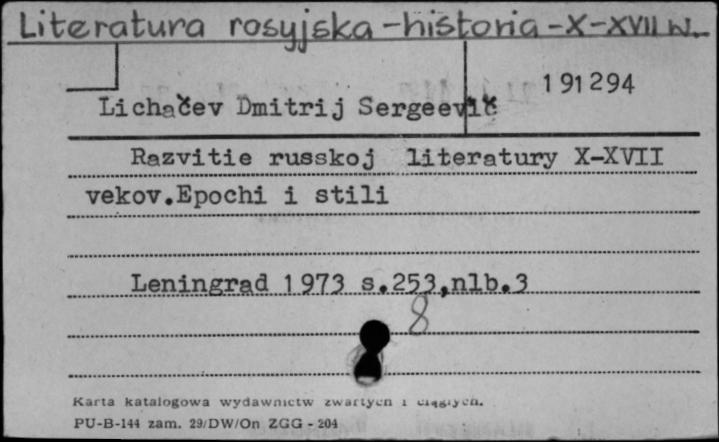 Literatura rosyjska - historia - X - XVII w.
191294
Lichačev Dmitrij Sergeevič
Razvitie russkoj literatury X-XVII
vekov.Epochi i stili
Leningrad 1973 s.253,nlb.3
8
Karta katalogowa wydawnictw zwartych i ciągłych.
PU-B-144 zam. 29/DW/On ZGG - 204